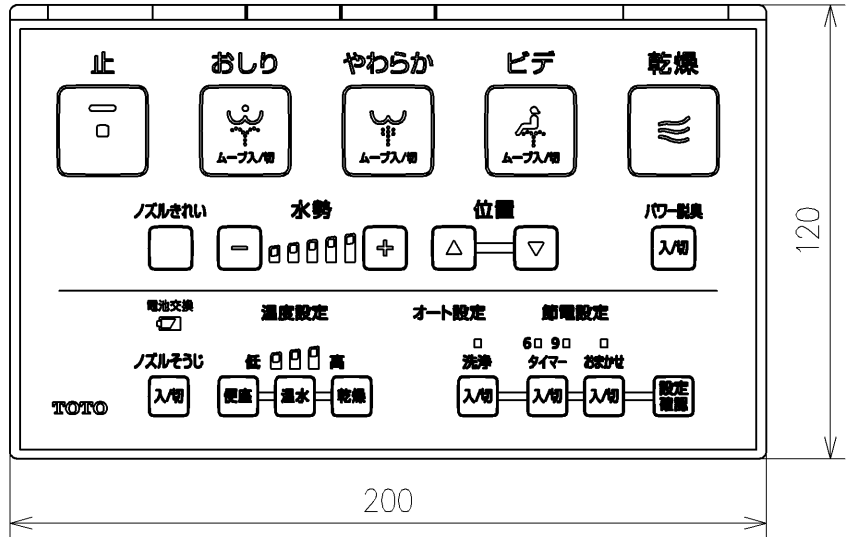 止 おしり やわらか ビデ 乾燥
ムーブ入/切 ムーブ入/切 ムーブ入/切
ノズルきれい 水勢 位置 パワー脱臭
− + △ ▽ 入/切
電池交換 温度設定 オート設定 節電設定
6 9
ノズルそうじ 低 高 洗浄 タイマー おまかせ
入/切 便座 温水 乾燥 入/切 入/切 入/切 設定
確認
TOTO
120
200